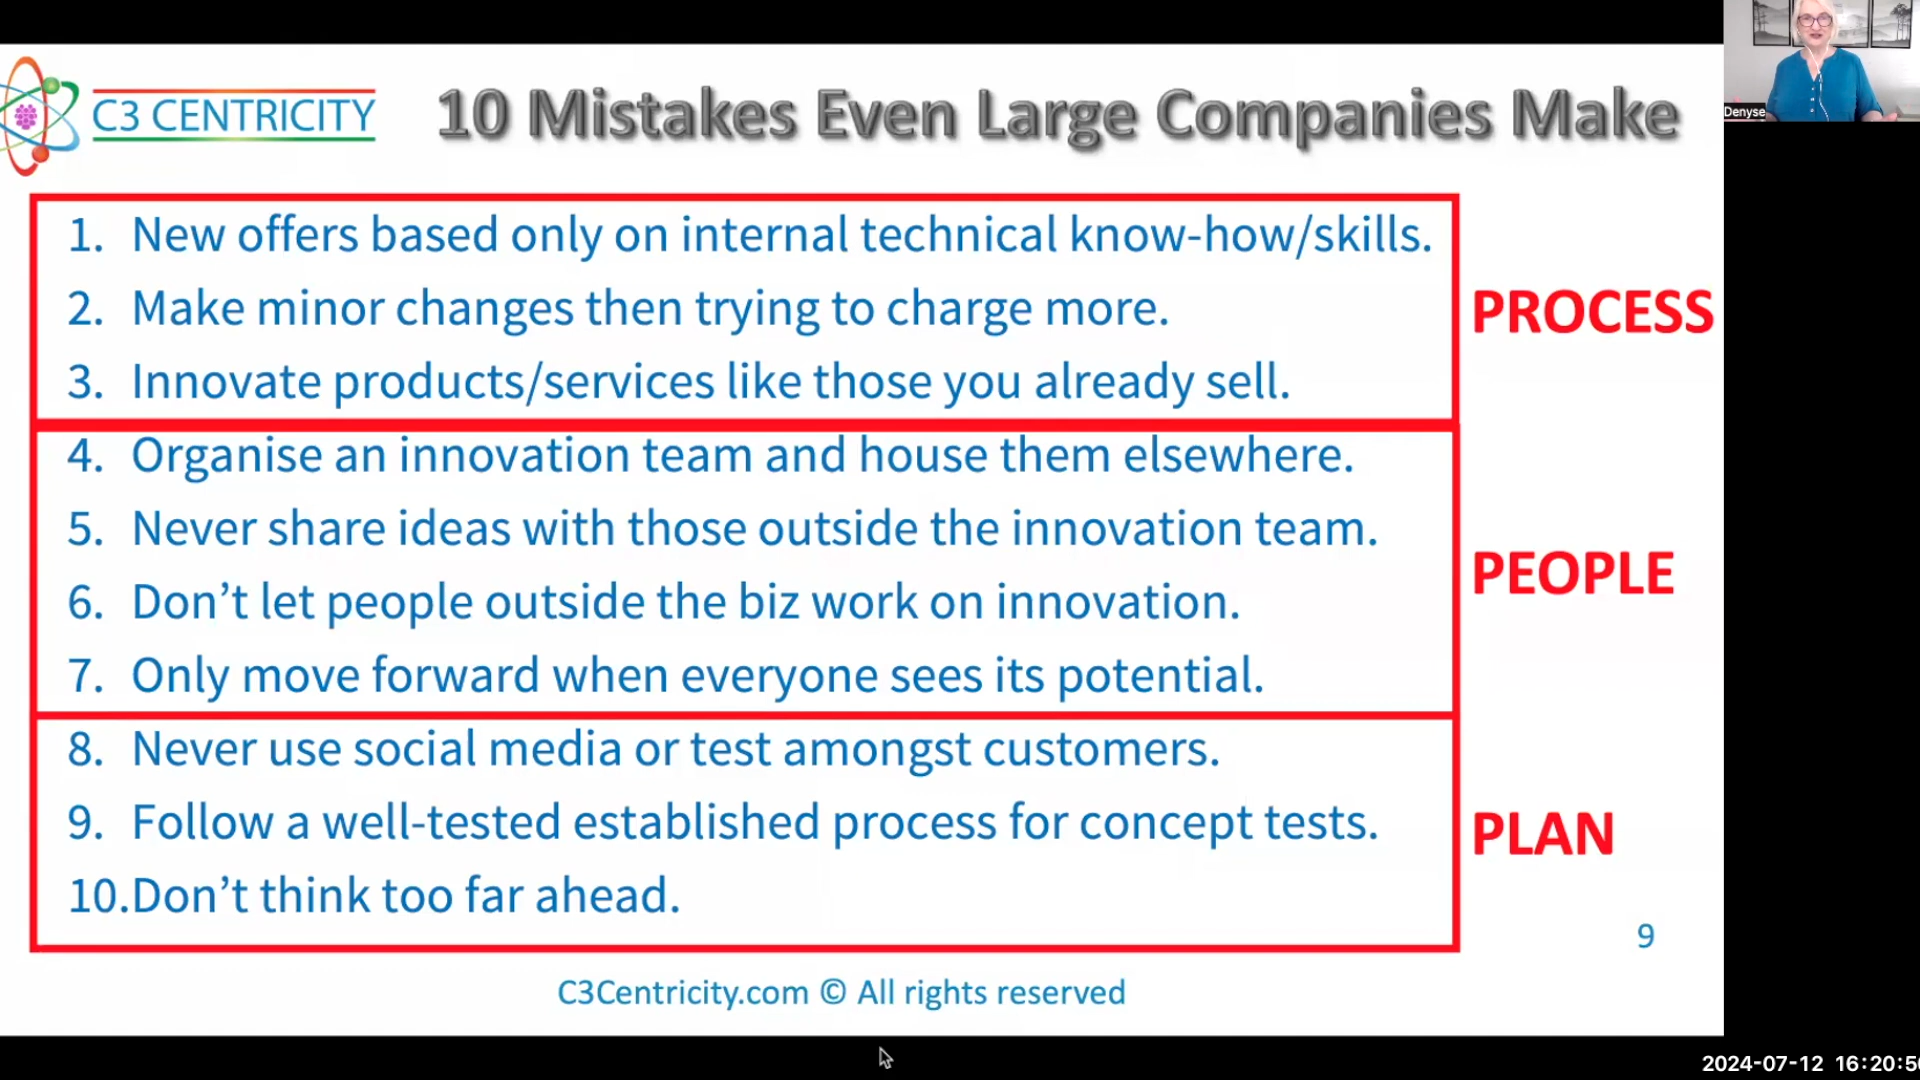 C3 CENTRICITY
10 Mistakes Even Large Companies Make
1. New offers based only on internal technical know-how/skills.
2. Make minor changes then trying to charge more.
3. Innovate products/services like those you already sell.
PROCESS
4. Organise an innovation team and house them elsewhere.
5. Never share ideas with those outside the innovation team.
6. Don’t let people outside the biz work on innovation.
7. Only move forward when everyone sees its potential.
PEOPLE
8. Never use social media or test amongst customers.
9. Follow a well-tested established process for concept tests.
10.Don’t think too far ahead.
PLAN
9
C3Centricity.com © All rights reserved
Denyse
2024-07-12 16:20:5